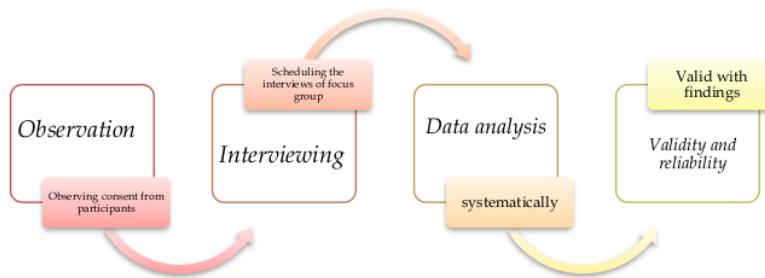 Observation
Observing consent from
participants
Scheduling the
interviews of focus
group
Interviewing
Data analysis
systematically
Valid with
findings
Validity and
reliability